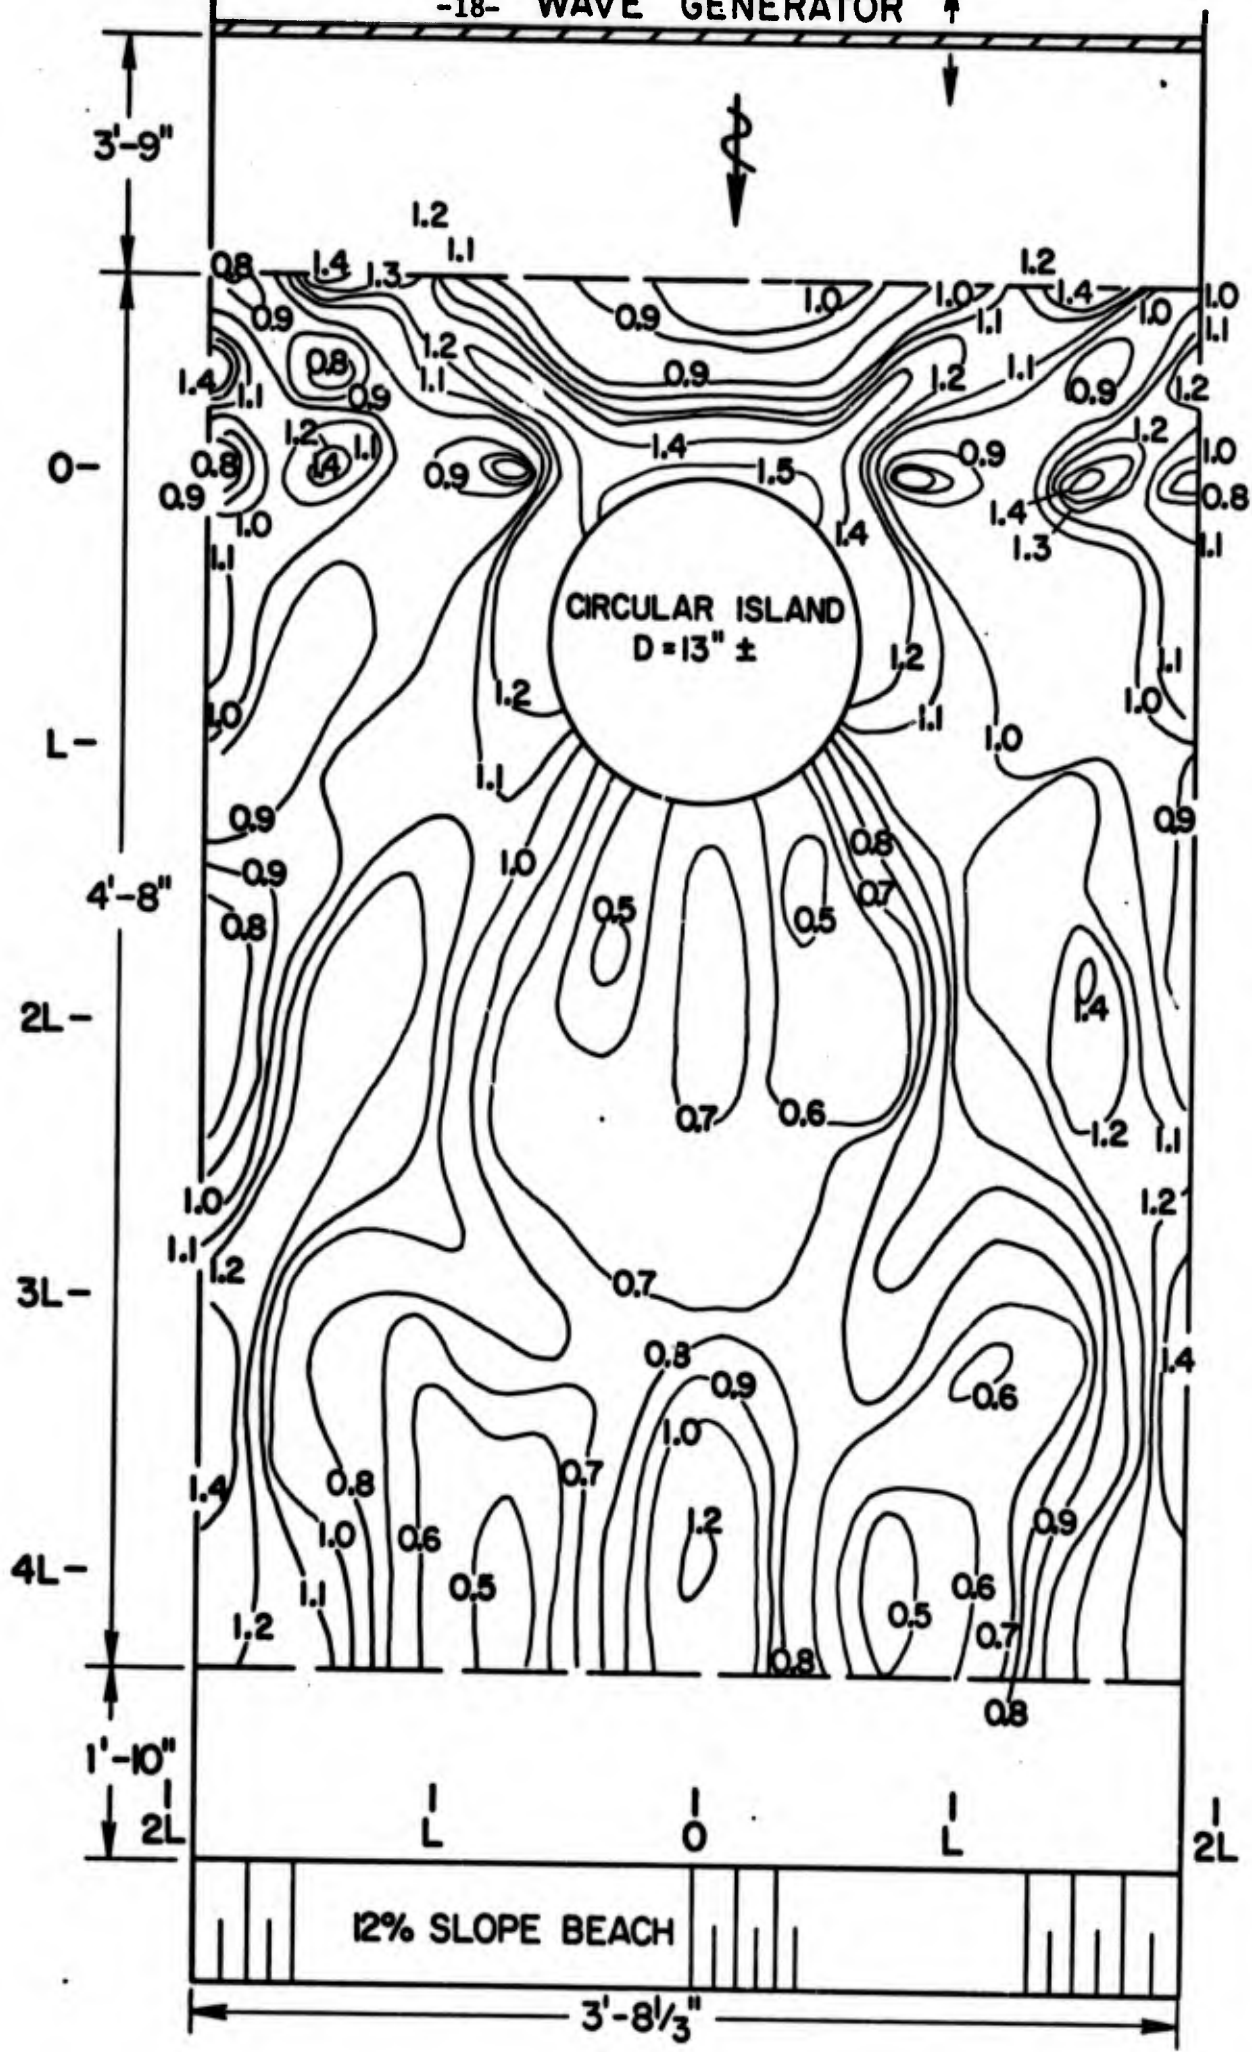 -18- WAVE GENERATOR
3'-9"
1.2
1.1
0.8 1.4 1.3 1.2
0.9 0.9 1.0 1.0 1.1 1.4 1.0 1.0
1.1
1.2
0.8 1.1 0.9 1.2 1.1 0.9 1.2
1.4 1.1 0.9
1.2 1.1 1.4 1.2
0- 0.8 1.4 0.9 1.5 0.9 1.0
0.9 1.4 0.8
1.0 1.4 1.3 1.1
1.1
CIRCULAR ISLAND
D = 13" ±
1.2 1.2 1.1
1.0 1.1 1.0 1.0
L-
1.1
0.9 0.8 0.9
1.0
4'-8" 0.9 0.7
0.8 0.5 0.5
2L- 1.4
0.7 0.6 1.2 1.1
1.0 1.2
1.1 1.2
3L- 0.7
0.8 1.4
0.9 0.6
1.0
0.7
1.4 0.8
1.0 0.6 1.2 0.9
4L- 1.1 0.5 0.6
1.2 0.5 0.7
0.8
0.8
1'-10"
2L L 0 L 2L
12% SLOPE BEACH
3'-8⅓"